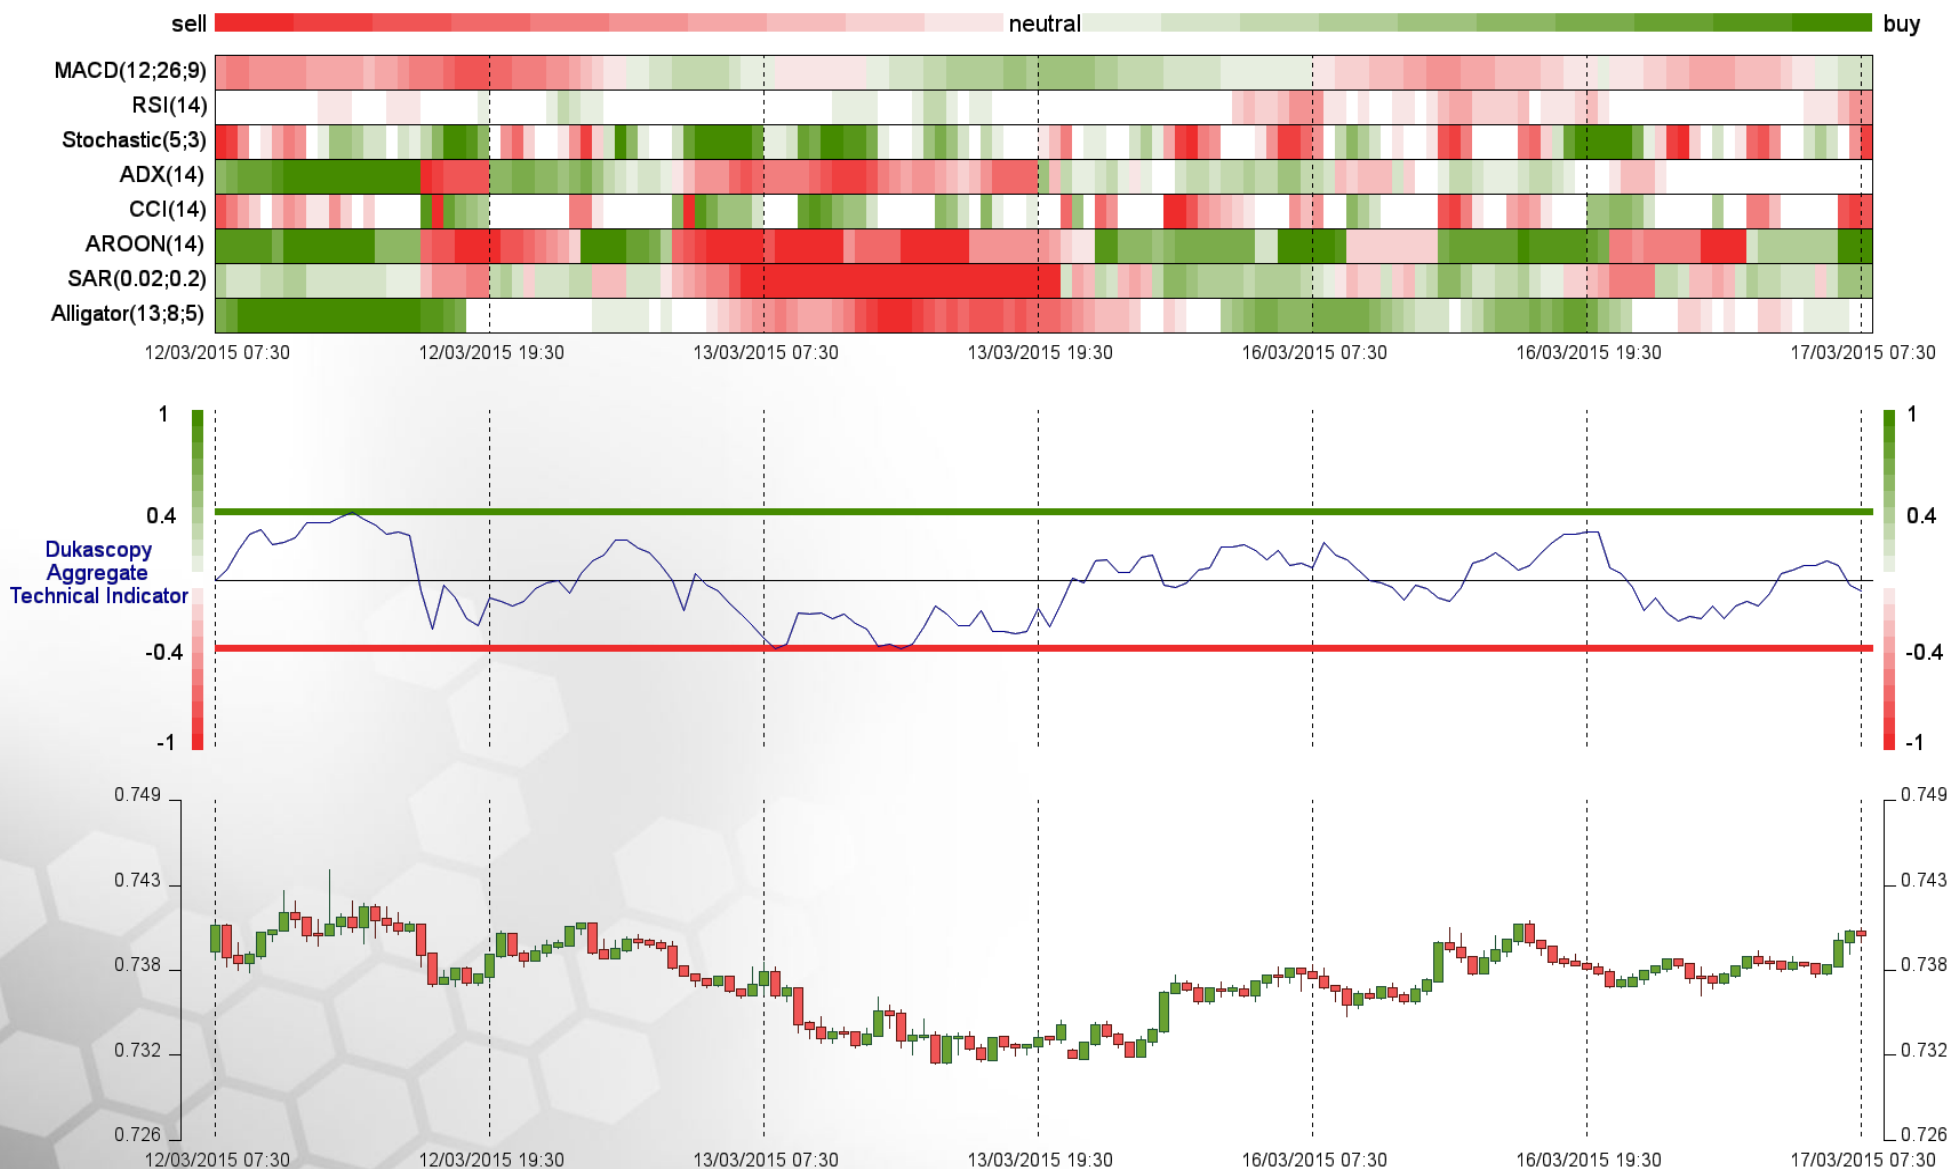 sell neutral buy
MACD(12;26;9)
RSI(14)
Stochastic(5;3)
ADX(14)
CCI(14)
AROON(14)
SAR(0.02;0.2)
Alligator(13;8;5)
12/03/2015 07:30 12/03/2015 19:30 13/03/2015 07:30 13/03/2015 19:30 16/03/2015 07:30 16/03/2015 19:30 17/03/2015 07:30
1 1
0.4 0.4
Dukascopy
Aggregate
Technical Indicator
-0.4 -0.4
-1 -1
0.749 0.749
0.743 0.743
0.738 0.738
0.732 0.732
0.726 0.726
12/03/2015 07:30 12/03/2015 19:30 13/03/2015 07:30 13/03/2015 19:30 16/03/2015 07:30 16/03/2015 19:30 17/03/2015 07:30